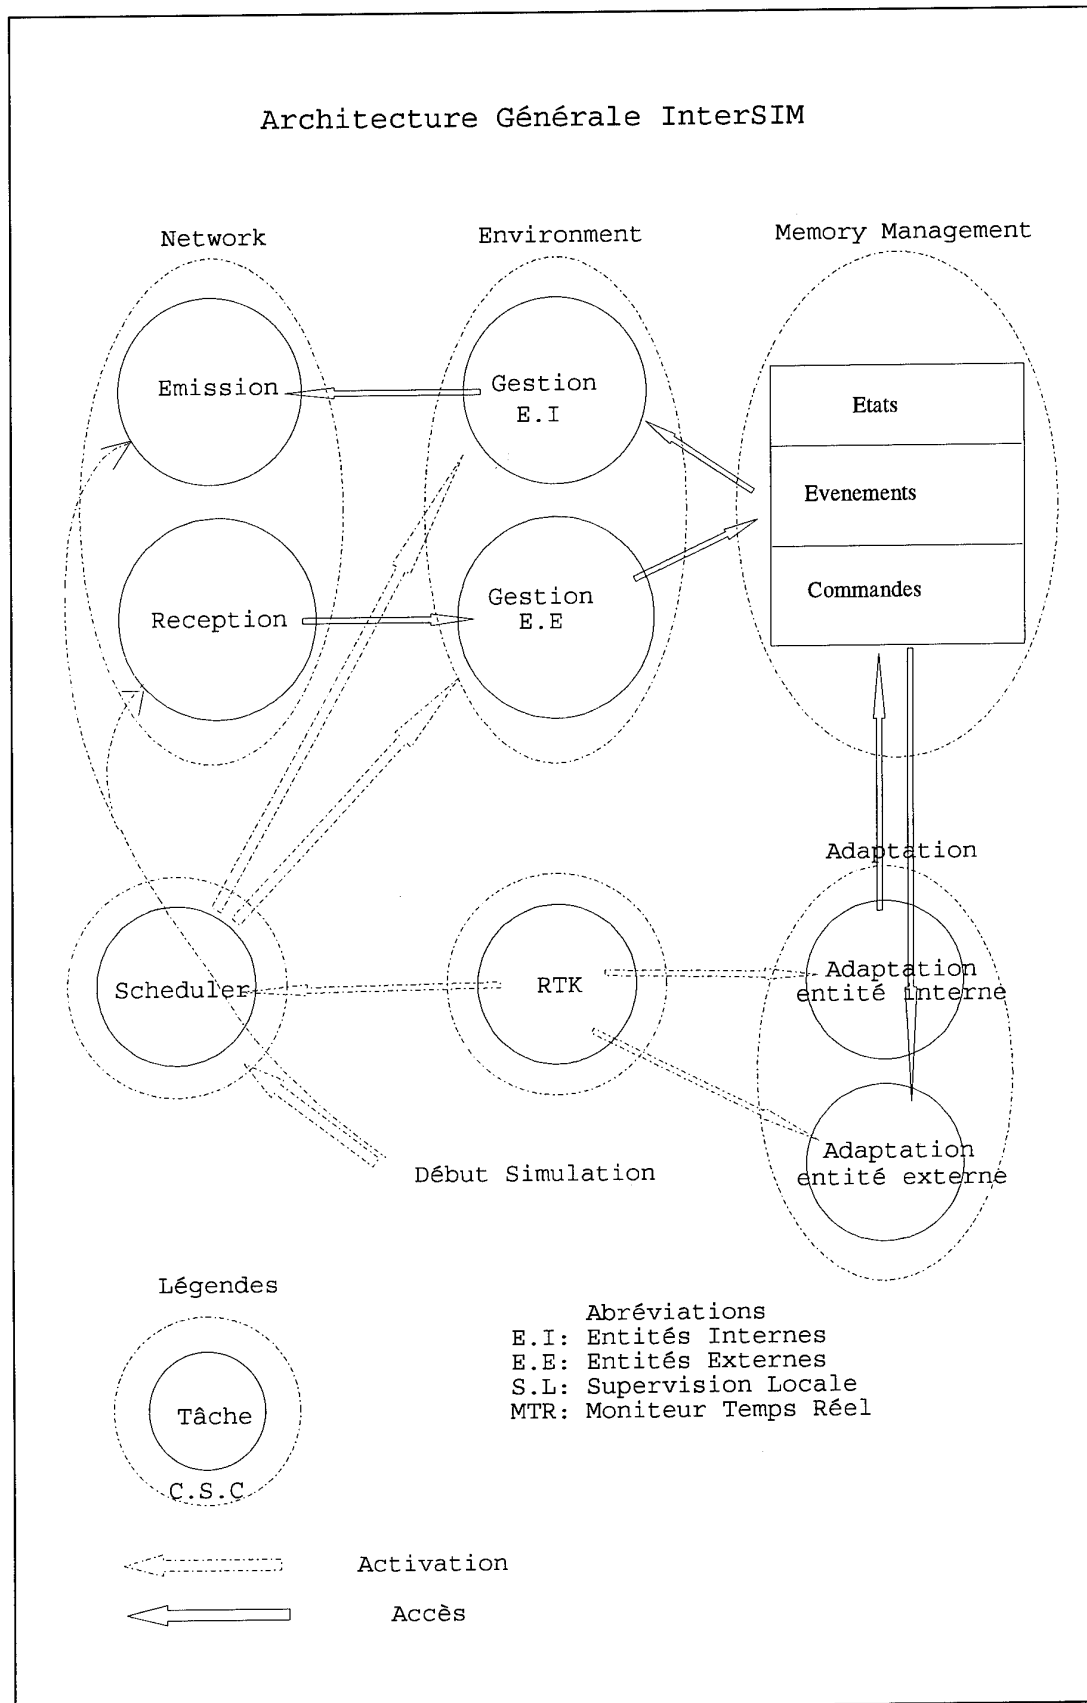 Architecture Générale InterSIM
Network
Environment
Memory Management
Emission
Gestion
E.I
Etats
Evenements
Commandes
Reception
Gestion
E.E
Adaptation
Scheduler
RTK
Adaptation
entité interne
Adaptation
entité externe
Début Simulation
Légendes
Tâche
C.S.C
Abréviations
E.I: Entités Internes
E.E: Entités Externes
S.L: Supervision Locale
MTR: Moniteur Temps Réel
Activation
Accès